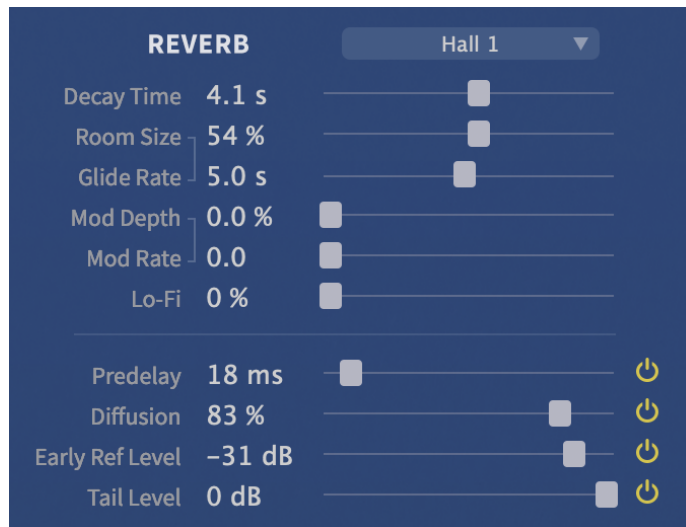 REVERB Hall 1
Decay Time 4.1 s
Room Size 54 %
Glide Rate 5.0 s
Mod Depth 0.0 %
Mod Rate 0.0
Lo-Fi 0 %
Predelay 18 ms
Diffusion 83 %
Early Ref Level −31 dB
Tail Level 0 dB